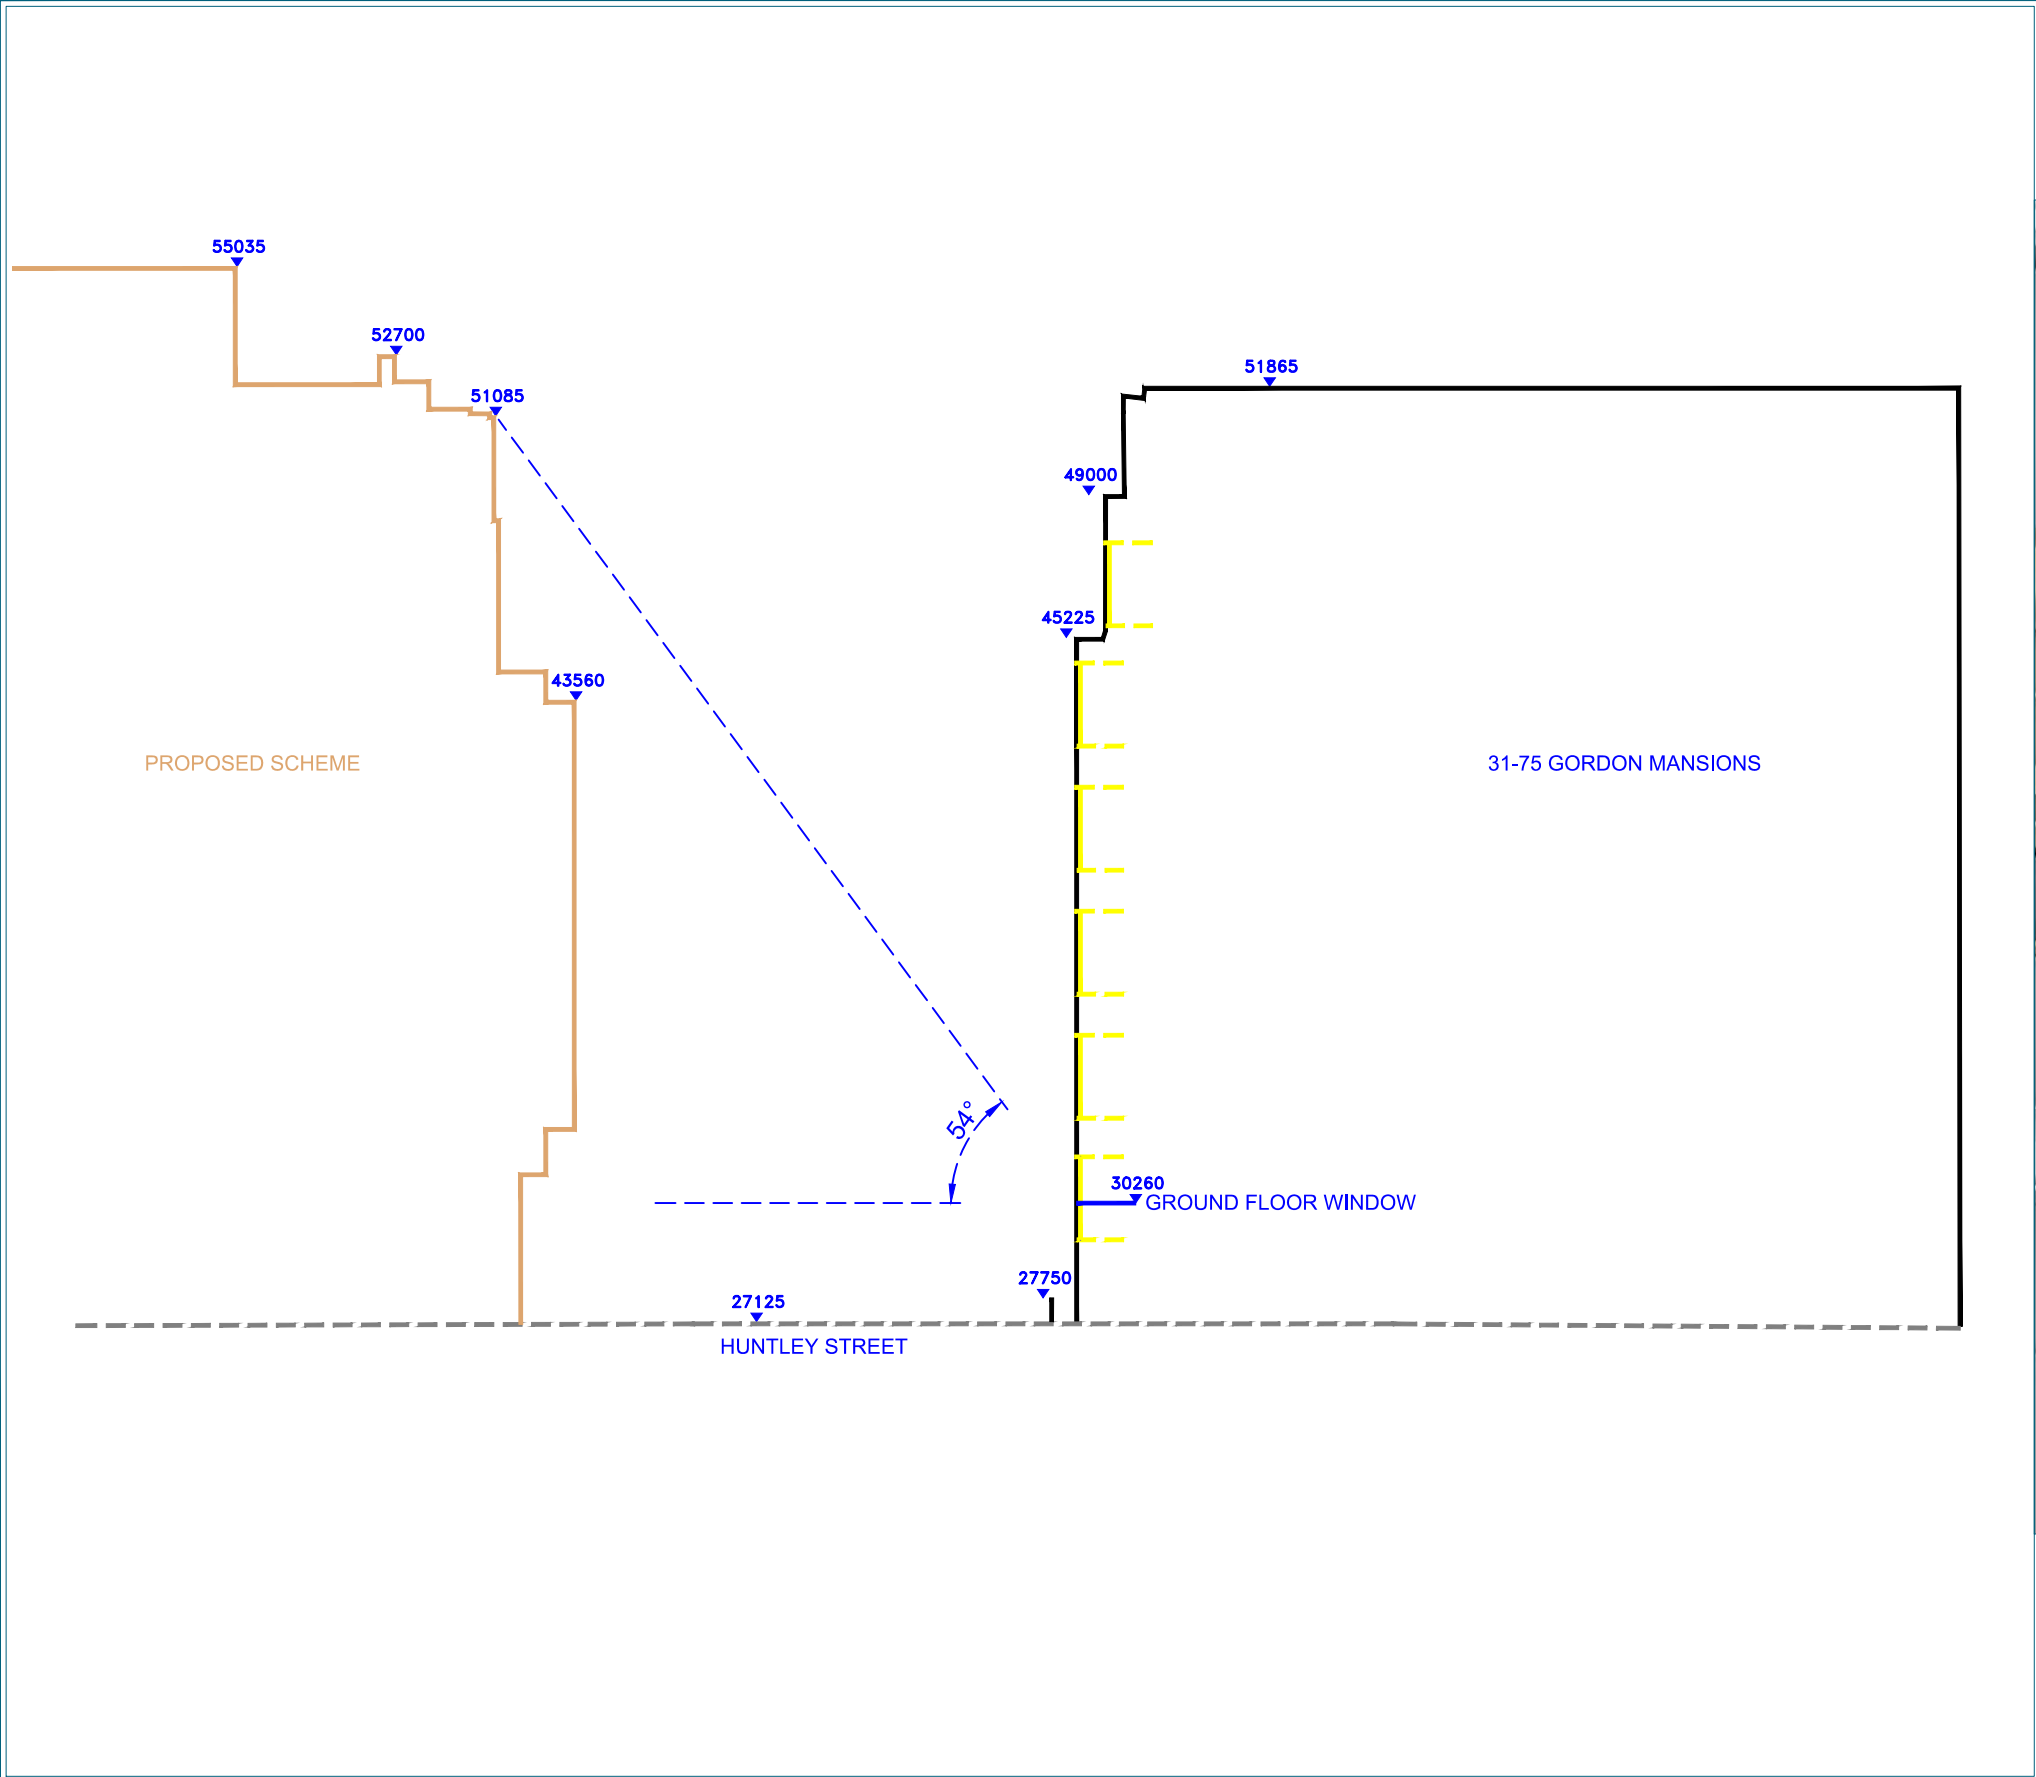 55035
52700
51865
51085
49000
45225
43560
PROPOSED SCHEME
31-75 GORDON MANSIONS
54°
30260
GROUND FLOOR WINDOW
27750
27125
HUNTLEY STREET